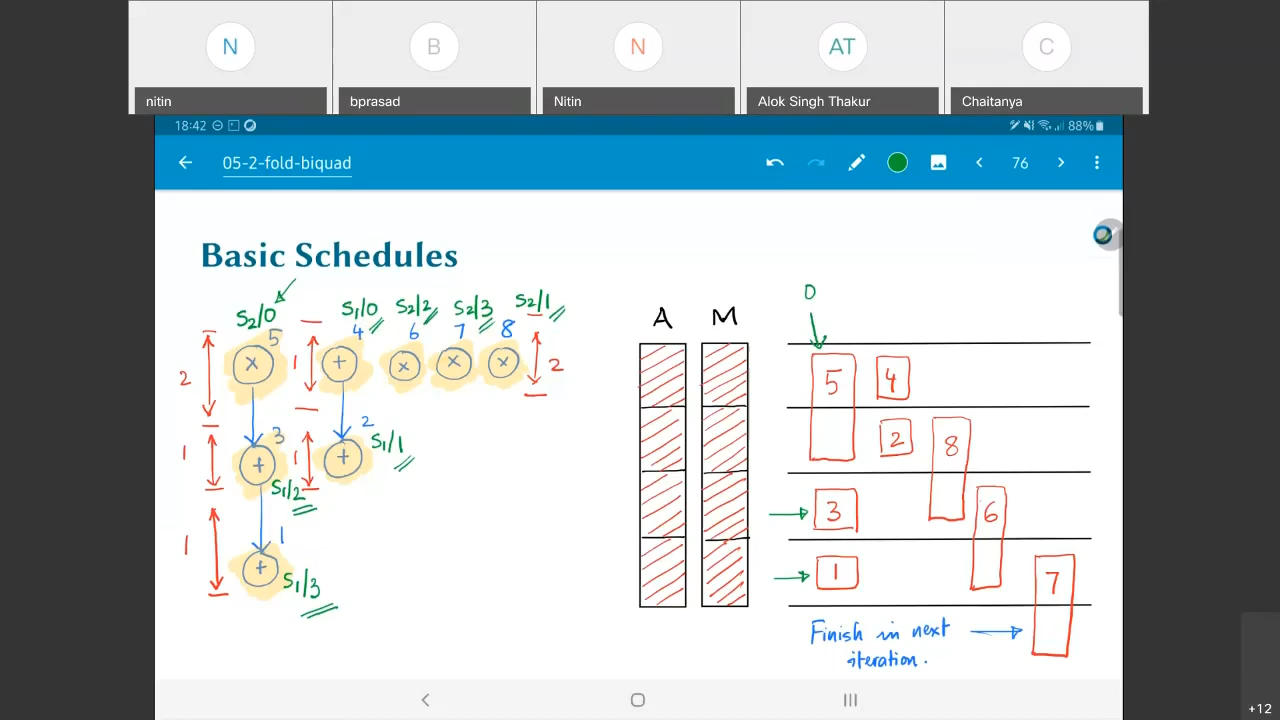 N B N AT C
nitin bprasad Nitin Alok Singh Thakur Chaitanya
18:42 88%
05-2-fold-biquad 76
Basic Schedules
S2/0 S1/0 S2/2 S2/3 S2/1
5 4 6 7 8
× + × × ×
2 1 2
3 2
+ + S1/1
1 1
S1/2
1
1 + S1/3
A M
0
5 4
2 8
3 6
1 7
Finish in next
iteration.
+12